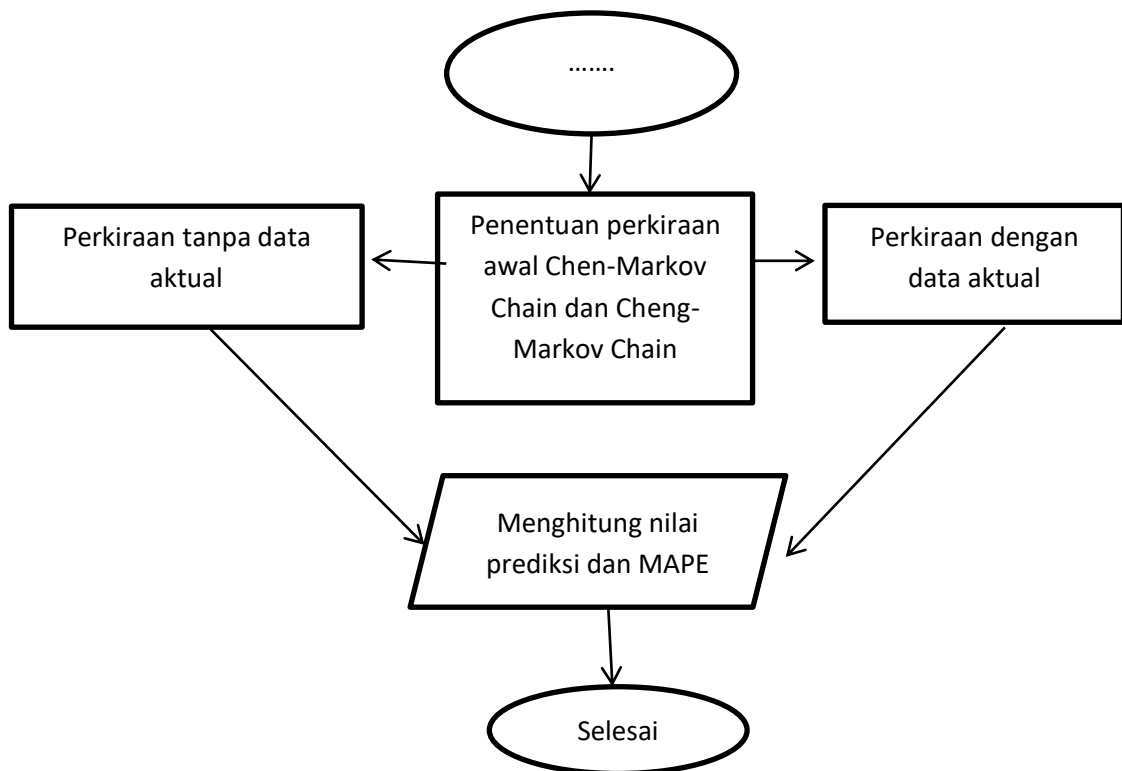 .......
Penentuan perkiraan
awal Chen-Markov
Chain dan Cheng-
Markov Chain
Perkiraan tanpa data
aktual
Perkiraan dengan
data aktual
Menghitung nilai
prediksi dan MAPE
Selesai